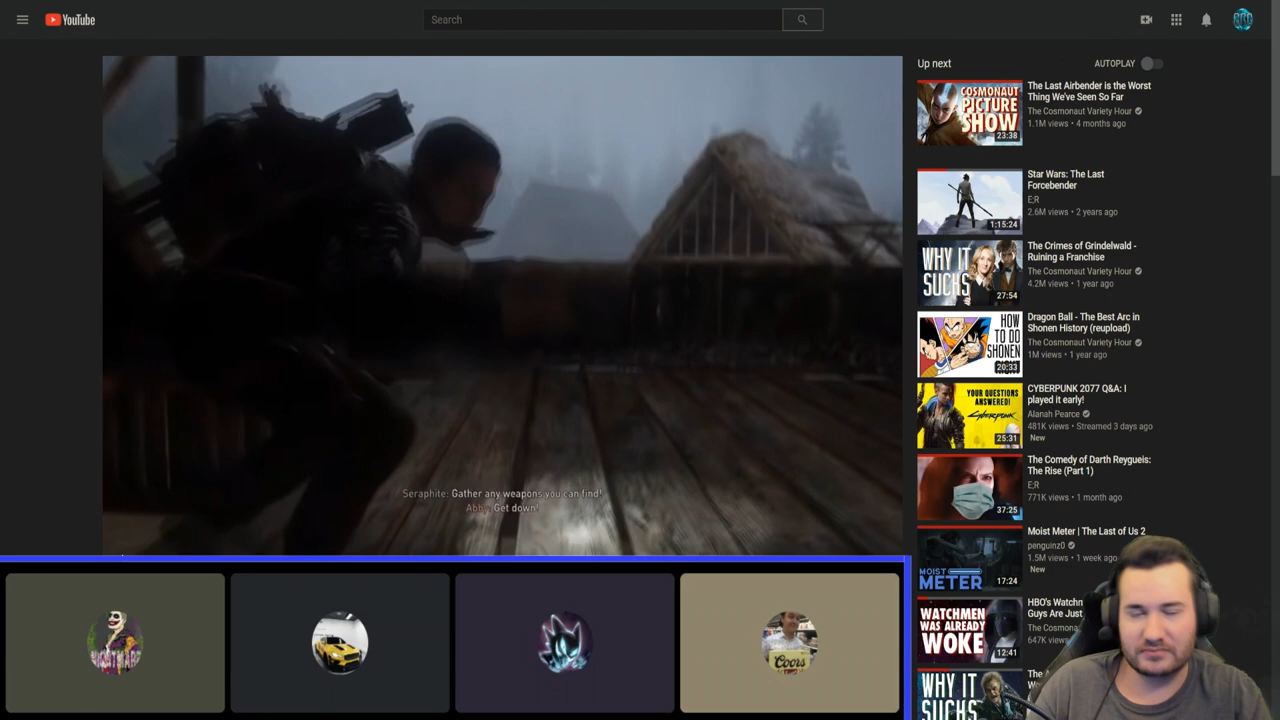 YouTube
Search
Up next
AUTOPLAY
COSMONAUT
PICTURE
SHOW
23:38
The Last Airbender is the Worst
Thing We've Seen So Far
The Cosmonaut Variety Hour
1.1M views • 4 months ago
1:15:24
Star Wars: The Last
Forcebender
E;R
2.6M views • 2 years ago
WHY IT
SUCKS
27:54
The Crimes of Grindelwald -
Ruining a Franchise
The Cosmonaut Variety Hour
4.2M views • 1 year ago
HOW
TO DO
SHONEN
RIGHT
20:33
Dragon Ball - The Best Arc in
Shonen History (reupload)
The Cosmonaut Variety Hour
1M views • 1 year ago
YOUR QUESTIONS
ANSWERED!
CYBERPUNK
25:31
CYBERPUNK 2077 Q&A: I
played it early!
Alanah Pearce
481K views • Streamed 3 days ago
New
37:25
The Comedy of Darth Reygueis:
The Rise (Part 1)
E;R
771K views • 1 month ago
MOIST
METER
17:24
Moist Meter | The Last of Us 2
penguinz0
1.5M views • 1 week ago
New
WATCHMEN
WAS ALREADY
WOKE
12:41
HBO's Watchn
Guys Are Just
The Cosmona
647K views
WHY IT
SUCKS
The
Seraphite: Gather any weapons you can find!
Get down!
NIGHTMARE
Coors